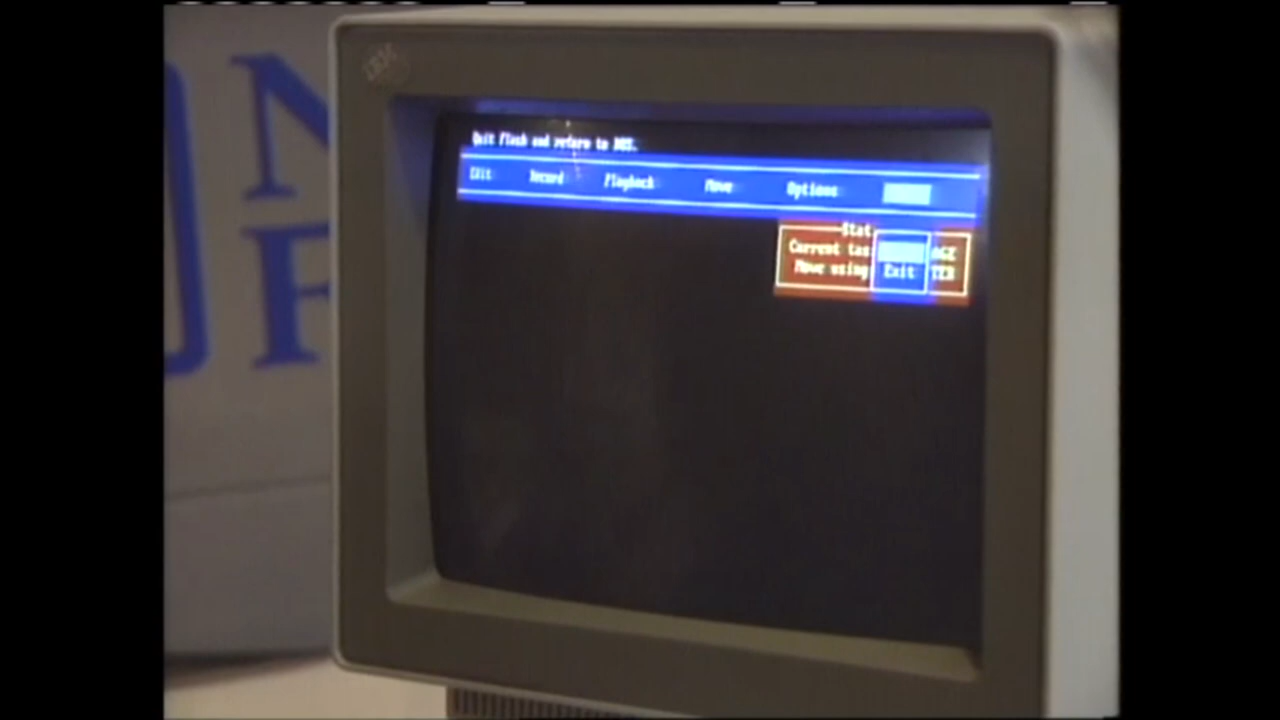 IBM
N
F
Quit Flash and return to DOS.
Edit Record Playback Move Options
Stat
Current tas AGE
Move using Exit TER